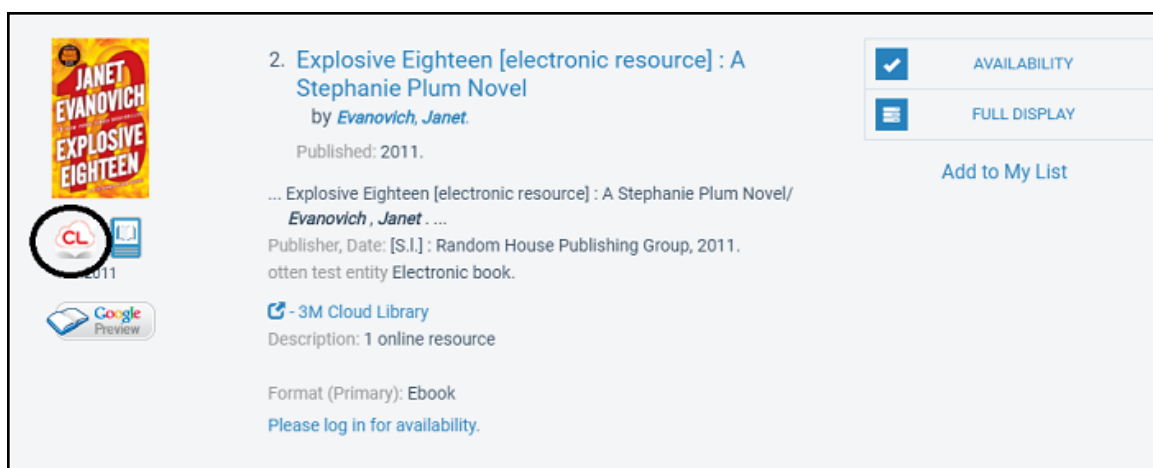 JANET
EVANOVICH
EXPLOSIVE
EIGHTEEN
CL
2011
Google
Preview
2. Explosive Eighteen [electronic resource] : A
Stephanie Plum Novel
by Evanovich, Janet.
Published: 2011.
... Explosive Eighteen [electronic resource] : A Stephanie Plum Novel/
Evanovich , Janet . ...
Publisher, Date: [S.l.] : Random House Publishing Group, 2011.
otten test entity Electronic book.
- 3M Cloud Library
Description: 1 online resource
Format (Primary): Ebook
Please log in for availability.
AVAILABILITY
FULL DISPLAY
Add to My List